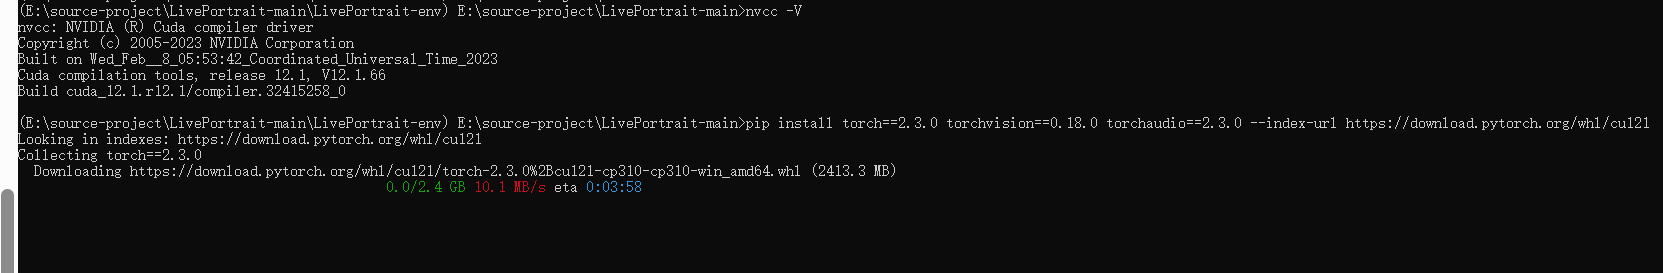 (E:\source-project\LivePortrait-main\LivePortrait-env) E:\source-project\LivePortrait-main>nvcc -V
nvcc: NVIDIA (R) Cuda compiler driver
Copyright (c) 2005-2023 NVIDIA Corporation
Built on Wed_Feb__8_05:53:42_Coordinated_Universal_Time_2023
Cuda compilation tools, release 12.1, V12.1.66
Build cuda_12.1.r12.1/compiler.32415258_0
(E:\source-project\LivePortrait-main\LivePortrait-env) E:\source-project\LivePortrait-main>pip install torch==2.3.0 torchvision==0.18.0 torchaudio==2.3.0 --index-url https://download.pytorch.org/whl/cu121
Looking in indexes: https://download.pytorch.org/whl/cu121
Collecting torch==2.3.0
Downloading https://download.pytorch.org/whl/cu121/torch-2.3.0%2Bcu121-cp310-cp310-win_amd64.whl (2413.3 MB)
0.0/2.4 GB 10.1 MB/s eta 0:03:58